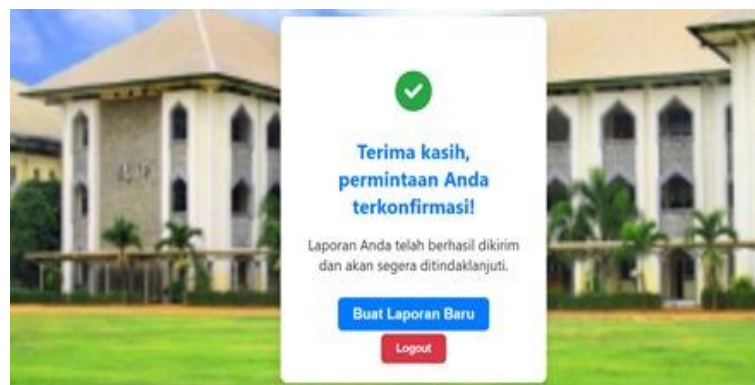 Terima kasih,
permintaan Anda
terkonfirmasi!
Laporan Anda telah berhasil dikirim
dan akan segera ditindaklanjuti.
Buat Laporan Baru
Logout